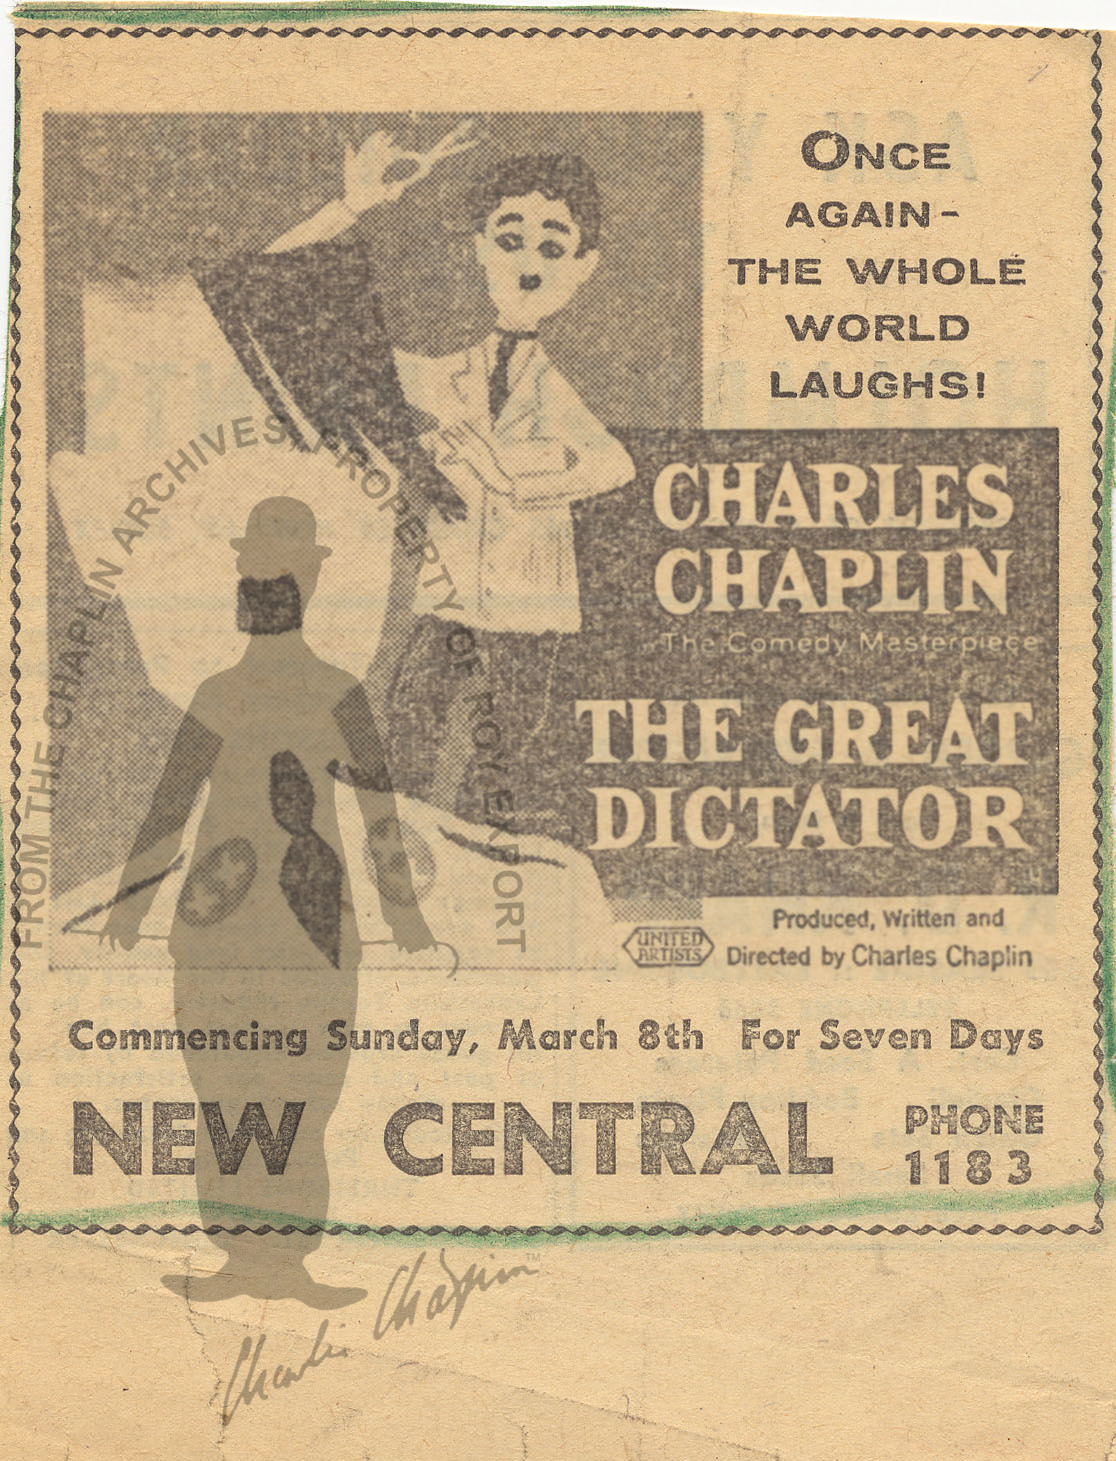 ONCE
AGAIN-
THE WHOLE
WORLD
LAUGHS!
CHARLES
CHAPLIN
The Comedy Masterpiece
THE GREAT
DICTATOR
UNITED
ARTISTS
Produced, Written and
Directed by Charles Chaplin
Commencing Sunday, March 8th For Seven Days
NEW CENTRAL
PHONE
1183
FROM THE CHAPLIN ARCHIVES. PROPERTY OF ROY EXPORT
Charlie Chaplin™